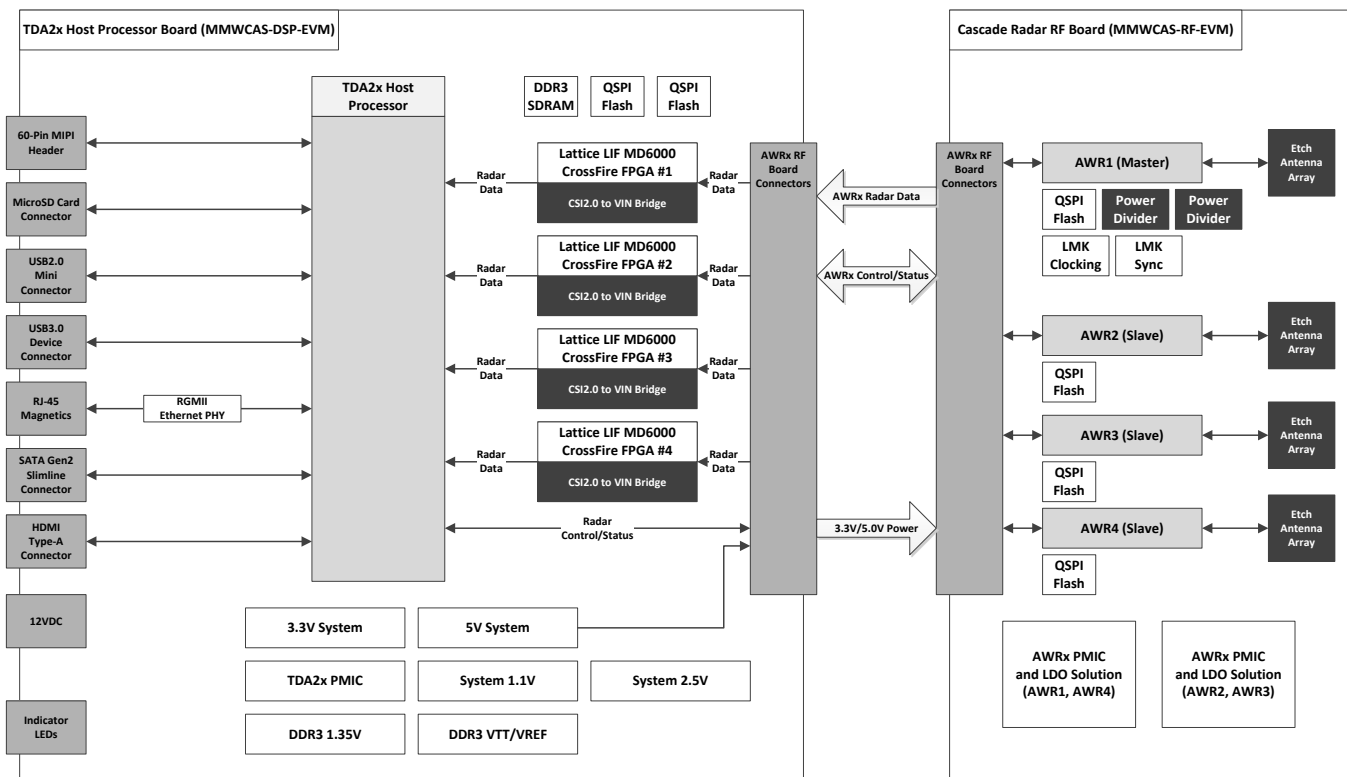 TDA2x Host Processor Board (MMWCAS-DSP-EVM)
Cascade Radar RF Board (MMWCAS-RF-EVM)
60-Pin MIPI
Header
MicroSD Card
Connector
USB2.0
Mini
Connector
USB3.0
Device
Connector
RJ-45
Magnetics
SATA Gen2
Slimline
Connector
HDMI
Type-A
Connector
12VDC
Indicator
LEDs
RGMII
Ethernet PHY
TDA2x Host
Processor
DDR3
SDRAM
QSPI
Flash
QSPI
Flash
Radar
Data
Lattice LIF MD6000
CrossFire FPGA #1
CSI2.0 to VIN Bridge
Radar
Data
Radar
Data
Lattice LIF MD6000
CrossFire FPGA #2
CSI2.0 to VIN Bridge
Radar
Data
Radar
Data
Lattice LIF MD6000
CrossFire FPGA #3
CSI2.0 to VIN Bridge
Radar
Data
Radar
Data
Lattice LIF MD6000
CrossFire FPGA #4
CSI2.0 to VIN Bridge
Radar
Data
Radar
Control/Status
3.3V System
5V System
TDA2x PMIC
System 1.1V
System 2.5V
DDR3 1.35V
DDR3 VTT/VREF
AWRx RF
Board
Connectors
AWRx Radar Data
AWRx Control/Status
3.3V/5.0V Power
AWRx RF
Board
Connectors
AWR1 (Master)
Etch
Antenna
Array
QSPI
Flash
Power
Divider
Power
Divider
LMK
Clocking
LMK
Sync
AWR2 (Slave)
Etch
Antenna
Array
QSPI
Flash
AWR3 (Slave)
Etch
Antenna
Array
QSPI
Flash
AWR4 (Slave)
Etch
Antenna
Array
QSPI
Flash
AWRx PMIC
and LDO Solution
(AWR1, AWR4)
AWRx PMIC
and LDO Solution
(AWR2, AWR3)